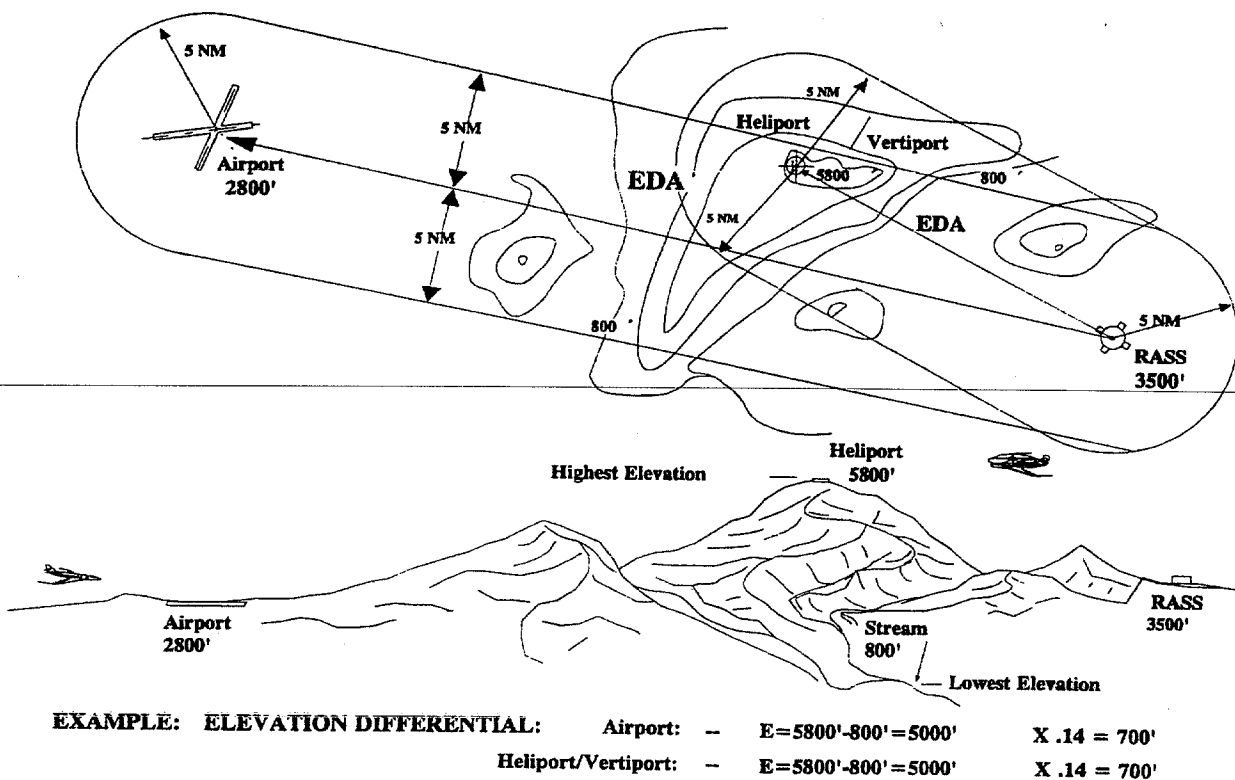 5 NM
5 NM
Airport
2800'
5 NM
EDA
5 NM
Heliport
Vertiport
5800
800
5 NM
EDA
800
5 NM
RASS
3500'
Highest Elevation
Heliport
5800'
Airport
2800'
Stream
800'
RASS
3500'
Lowest Elevation
EXAMPLE: ELEVATION DIFFERENTIAL: Airport: – E=5800'-800'=5000' X .14 = 700'
Heliport/Vertiport: – E=5800'-800'=5000' X .14 = 700'